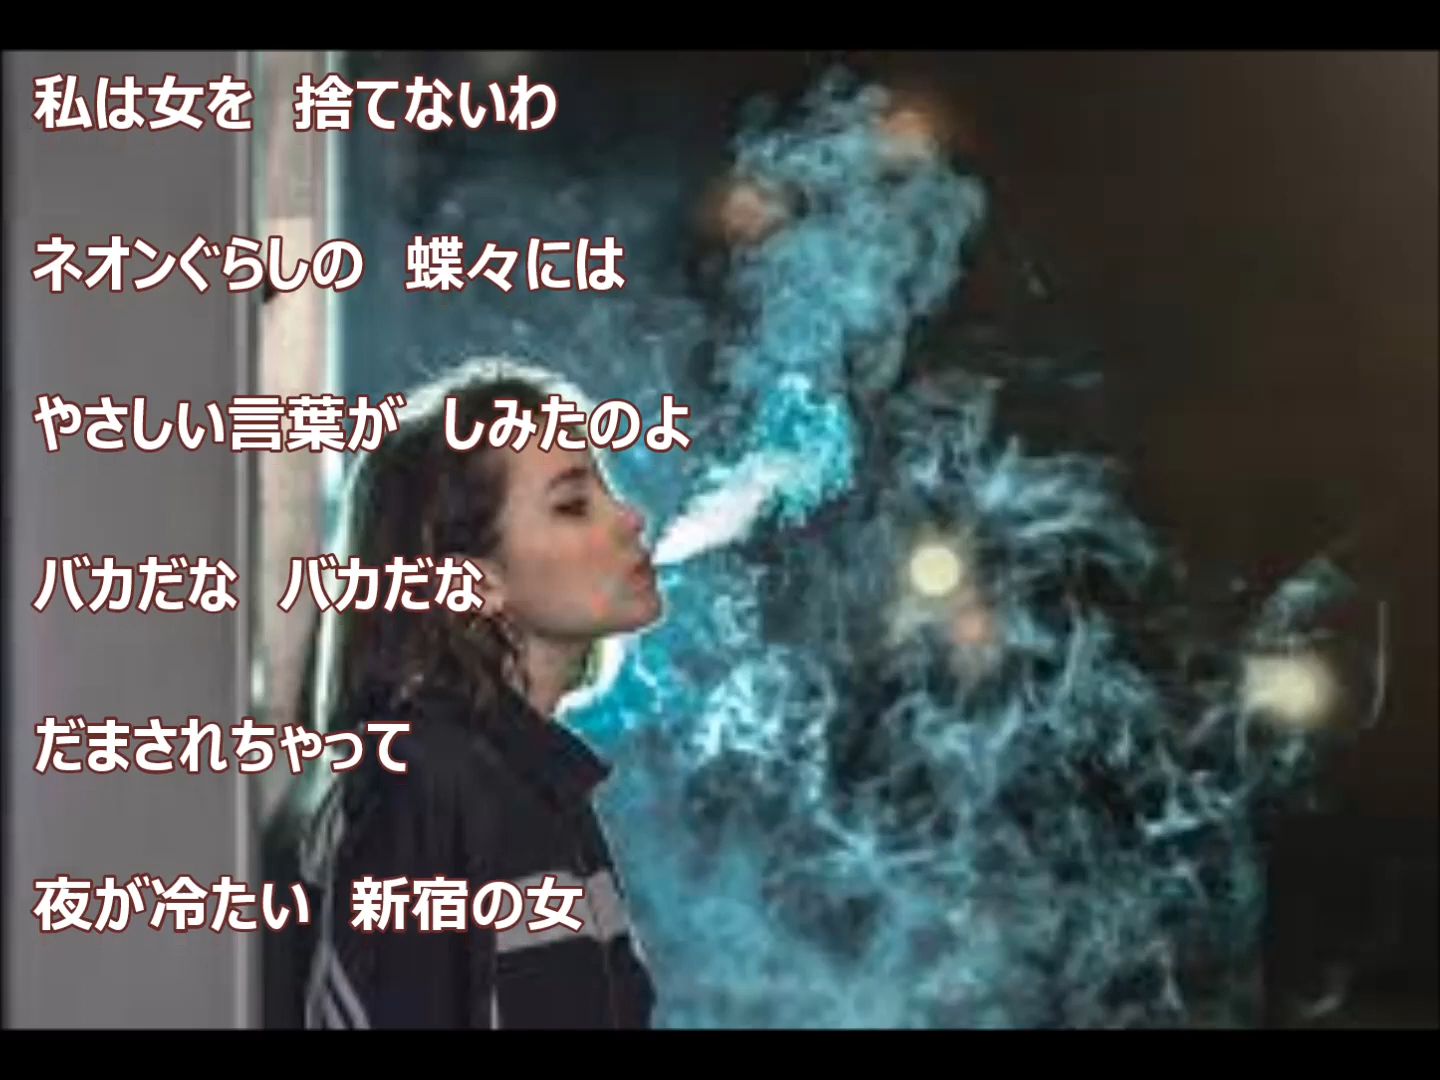 私は女を　捨てないわ
ネオンぐらしの　蝶々には
やさしい言葉が　しみたのよ
バカだな　バカだな
だまされちゃって
夜が冷たい　新宿の女